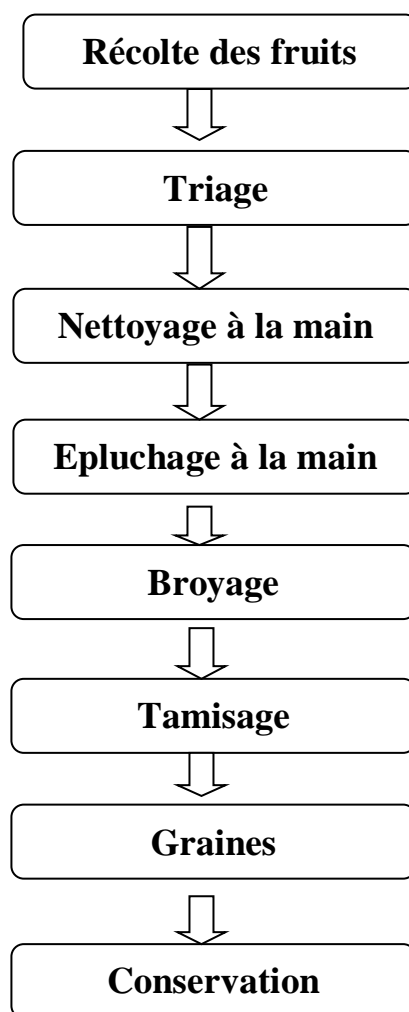 Récolte des fruits
Triage
Nettoyage à la main
Epluchage à la main
Broyage
Tamisage
Graines
Conservation